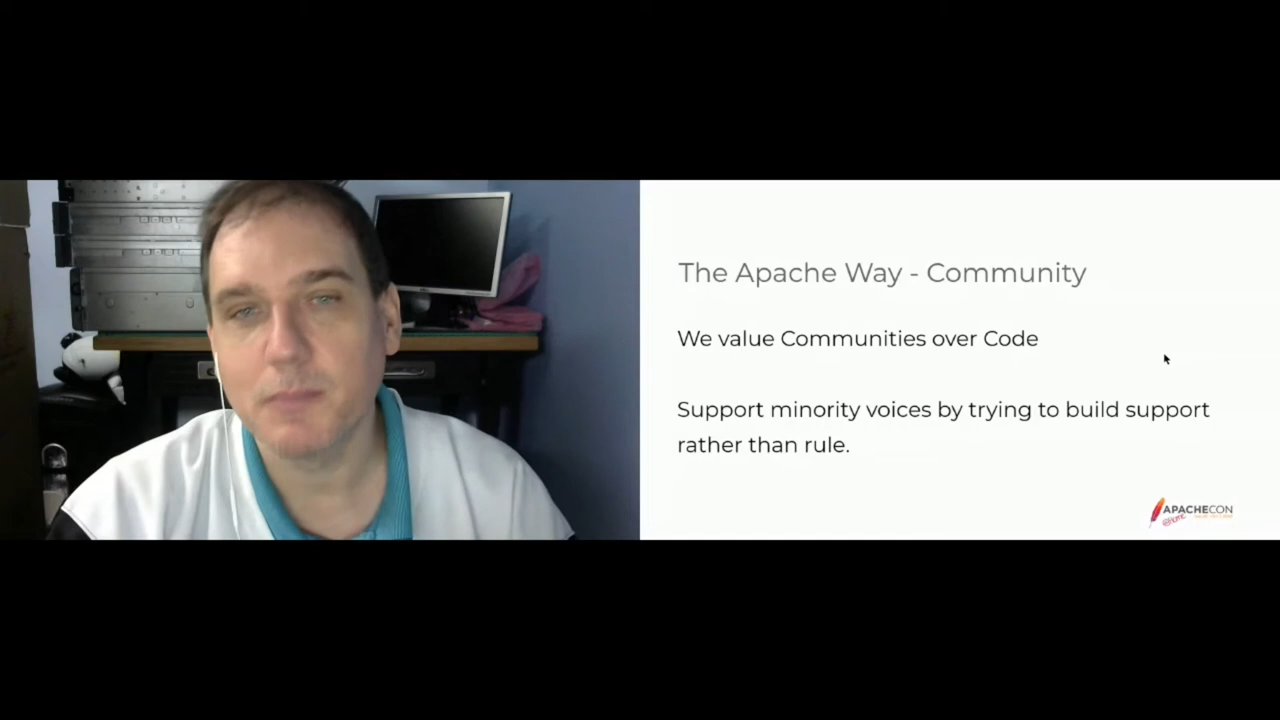 The Apache Way - Community
We value Communities over Code
Support minority voices by trying to build support
rather than rule.
APACHECON
@Home